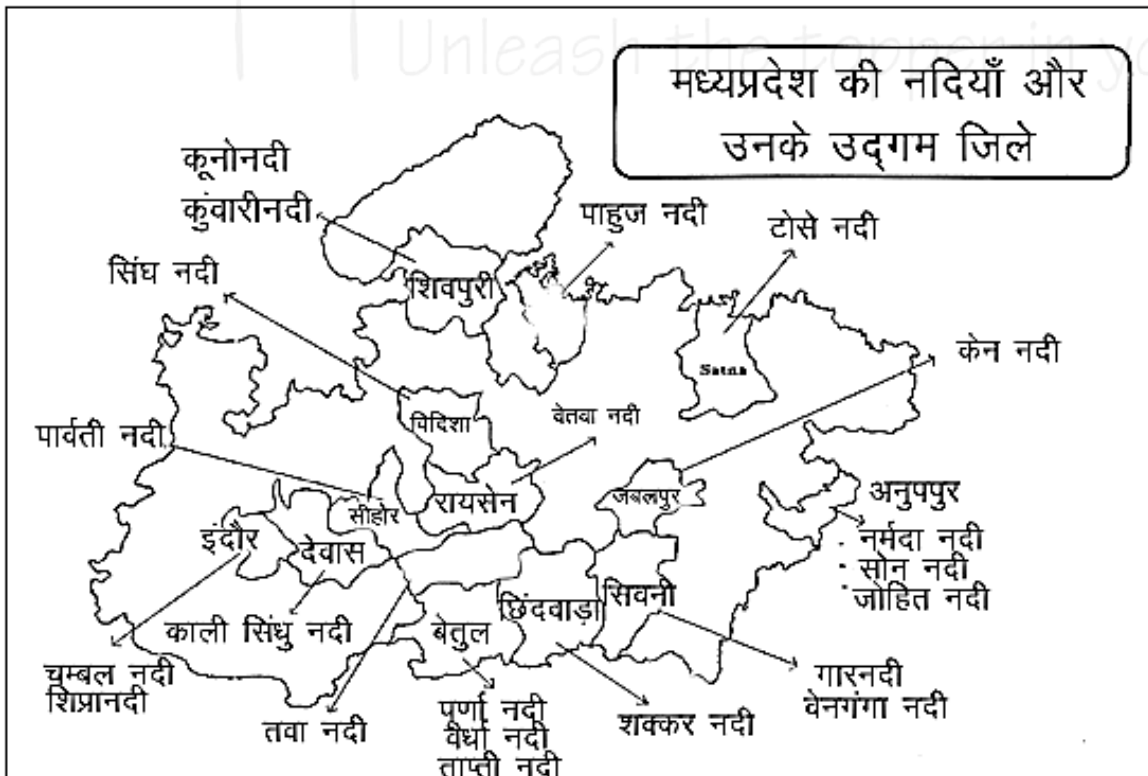 Unleash the topper in yo
मध्यप्रदेश की नदियाँ और
उनके उद्गम जिले
कूनोनदी
कुंवारीनदी
पाहुज नदी
टोसे नदी
सिंघ नदी
शिवपुरी
Satna
केन नदी
विदिशा
वेतवा नदी
पार्वती नदी
सीहोर
रायसेन
जबलपुर
अनुपपुर
नर्मदा नदी
सोन नदी
जोहित नदी
इंदौर
देवास
छिंदवाड़ा
सिवनी
काली सिंधु नदी
बेतुल
चम्बल नदी
शिप्रानदी
तवा नदी
पूर्णा नदी
वर्धा नदी
ताप्ती नदी
शक्कर नदी
गारनदी
वेनगंगा नदी